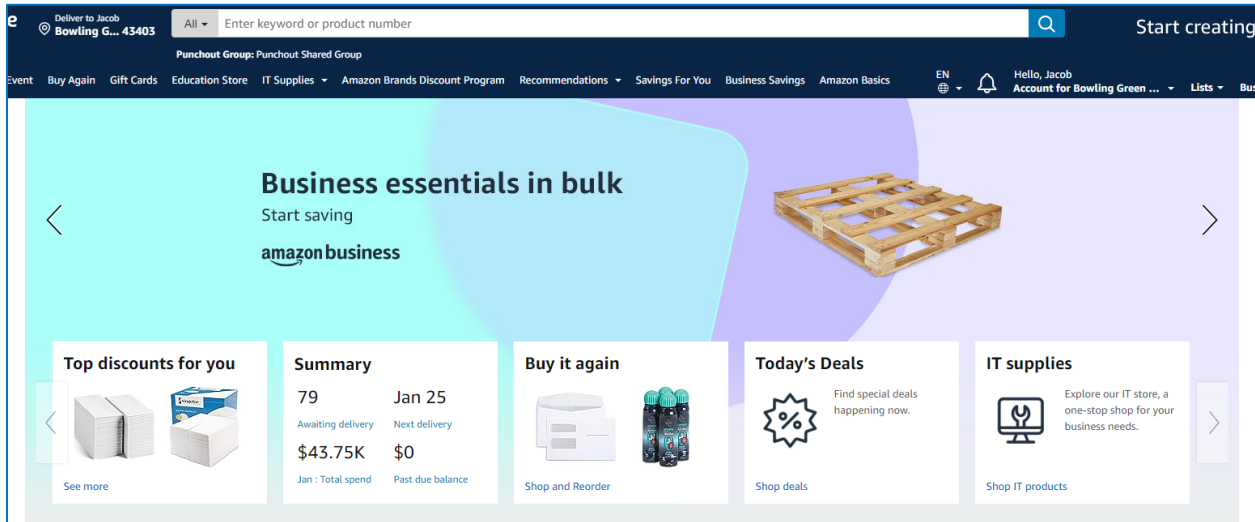 e
Deliver to Jacob
Bowling G... 43403
All
Enter keyword or product number
Start creating
Punchout Group: Punchout Shared Group
Event Buy Again Gift Cards Education Store IT Supplies Amazon Brands Discount Program Recommendations Savings For You Business Savings Amazon Basics
EN
Hello, Jacob
Account for Bowling Green ...
Lists
Bus
Business essentials in bulk
Start saving
amazon business
Top discounts for you
See more
Summary
79 Jan 25
Awaiting delivery Next delivery
$43.75K $0
Jan : Total spend Past due balance
Buy it again
Shop and Reorder
Today's Deals
Find special deals
happening now.
Shop deals
IT supplies
Explore our IT store, a
one-stop shop for your
business needs.
Shop IT products